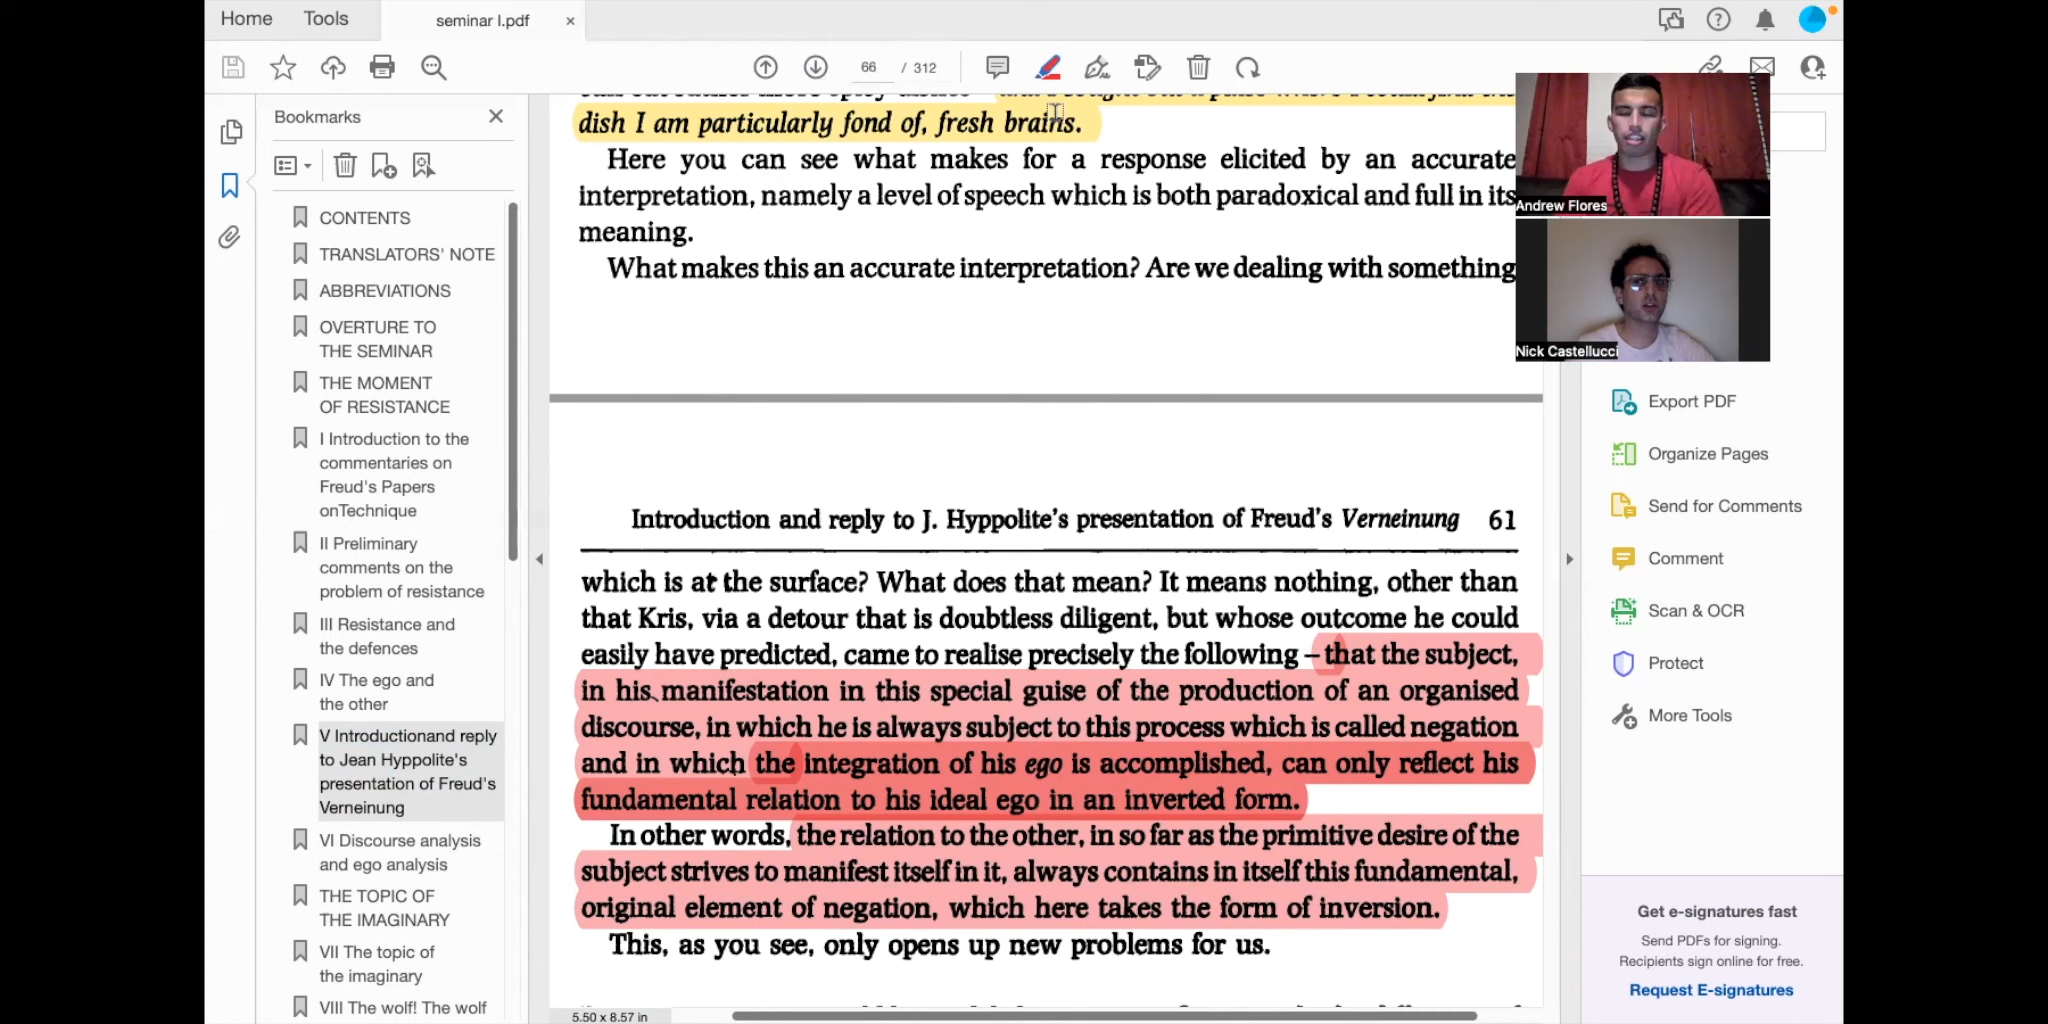 Home
Tools
seminar I.pdf
66
/ 312
Bookmarks
CONTENTS
TRANSLATORS' NOTE
ABBREVIATIONS
OVERTURE TO
THE SEMINAR
THE MOMENT
OF RESISTANCE
I Introduction to the
commentaries on
Freud's Papers
onTechnique
II Preliminary
comments on the
problem of resistance
III Resistance and
the defences
IV The ego and
the other
V Introductionand reply
to Jean Hyppolite's
presentation of Freud's
Verneinung
VI Discourse analysis
and ego analysis
THE TOPIC OF
THE IMAGINARY
VII The topic of
the imaginary
VIII The wolf! The wolf
dish I am particularly fond of, fresh brains.
Here you can see what makes for a response elicited by an accurate
interpretation, namely a level of speech which is both paradoxical and full in its
meaning.
What makes this an accurate interpretation? Are we dealing with something
Introduction and reply to J. Hyppolite's presentation of Freud's Verneinung 61
which is at the surface? What does that mean? It means nothing, other than
that Kris, via a detour that is doubtless diligent, but whose outcome he could
easily have predicted, came to realise precisely the following – that the subject,
in his manifestation in this special guise of the production of an organised
discourse, in which he is always subject to this process which is called negation
and in which the integration of his ego is accomplished, can only reflect his
fundamental relation to his ideal ego in an inverted form.
In other words, the relation to the other, in so far as the primitive desire of the
subject strives to manifest itself in it, always contains in itself this fundamental,
original element of negation, which here takes the form of inversion.
This, as you see, only opens up new problems for us.
5.50 x 8.57 in
Andrew Flores
Nick Castellucci
Export PDF
Organize Pages
Send for Comments
Comment
Scan & OCR
Protect
More Tools
Get e-signatures fast
Send PDFs for signing.
Recipients sign online for free.
Request E-signatures